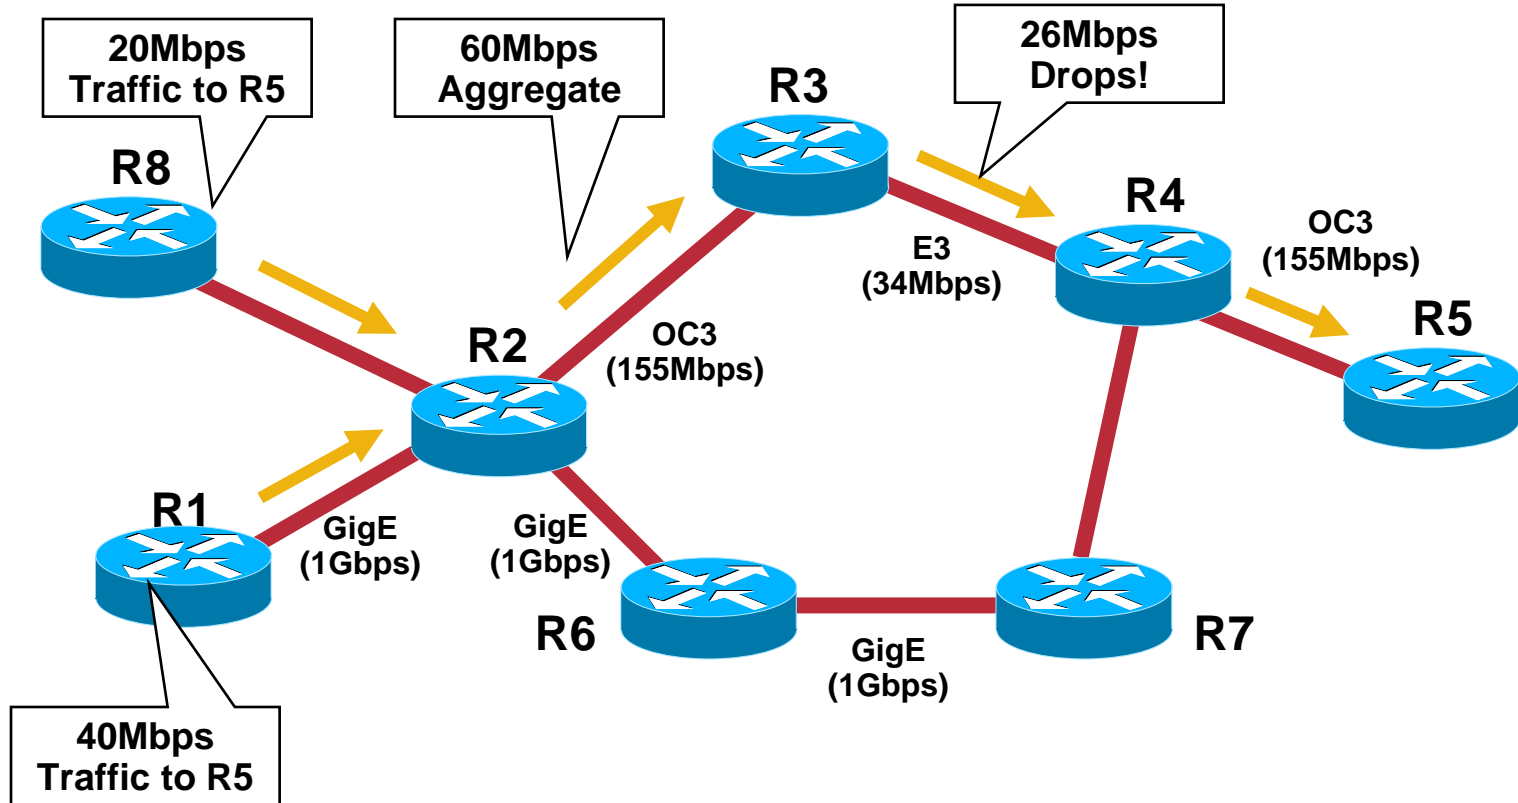 20Mbps
Traffic to R5
60Mbps
Aggregate
26Mbps
Drops!
R3
R8
R4
OC3
(155Mbps)
E3
(34Mbps)
R5
R2
OC3
(155Mbps)
R1
GigE
(1Gbps)
GigE
(1Gbps)
R6
R7
GigE
(1Gbps)
40Mbps
Traffic to R5